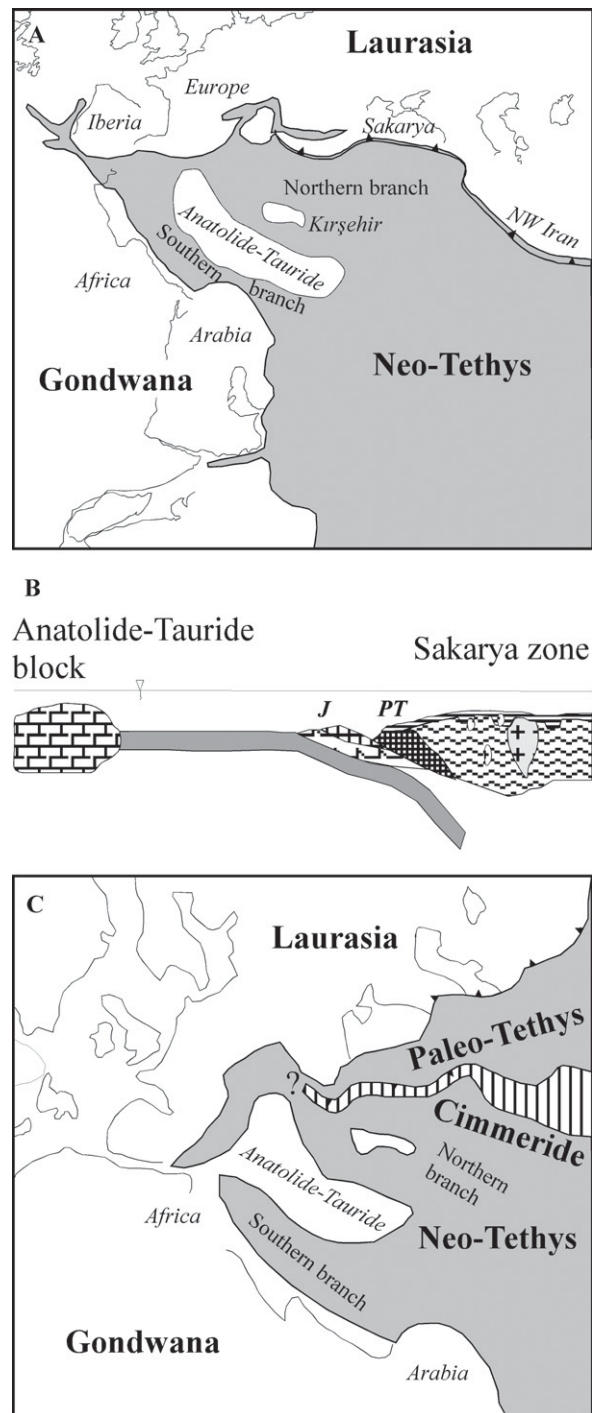 A
Laurasia
Europe
Iberia
Sakarya
Northern branch
Kırşehir
NW Iran
Anatolide-Tauride
Southern branch
Africa
Arabia
Gondwana
Neo-Tethys
B
Anatolide-Tauride
block
Sakarya zone
J
PT
C
Laurasia
Paleo-Tethys
?
Cimmeride
Northern
branch
Anatolide-Tauride
Africa
Neo-Tethys
Southern branch
Gondwana
Arabia